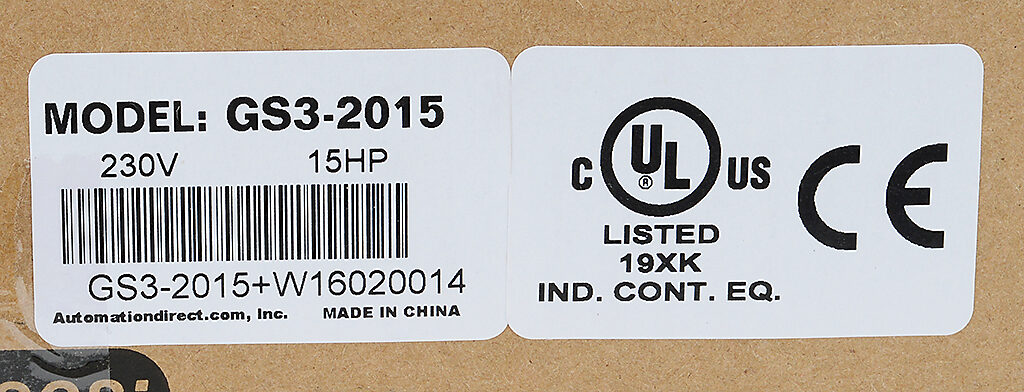 MODEL: GS3-2015
230V 15HP
GS3-2015+W16020014
Automationdirect.com, Inc. MADE IN CHINA
C UL® US
LISTED
19XK
IND. CONT. EQ.
CE